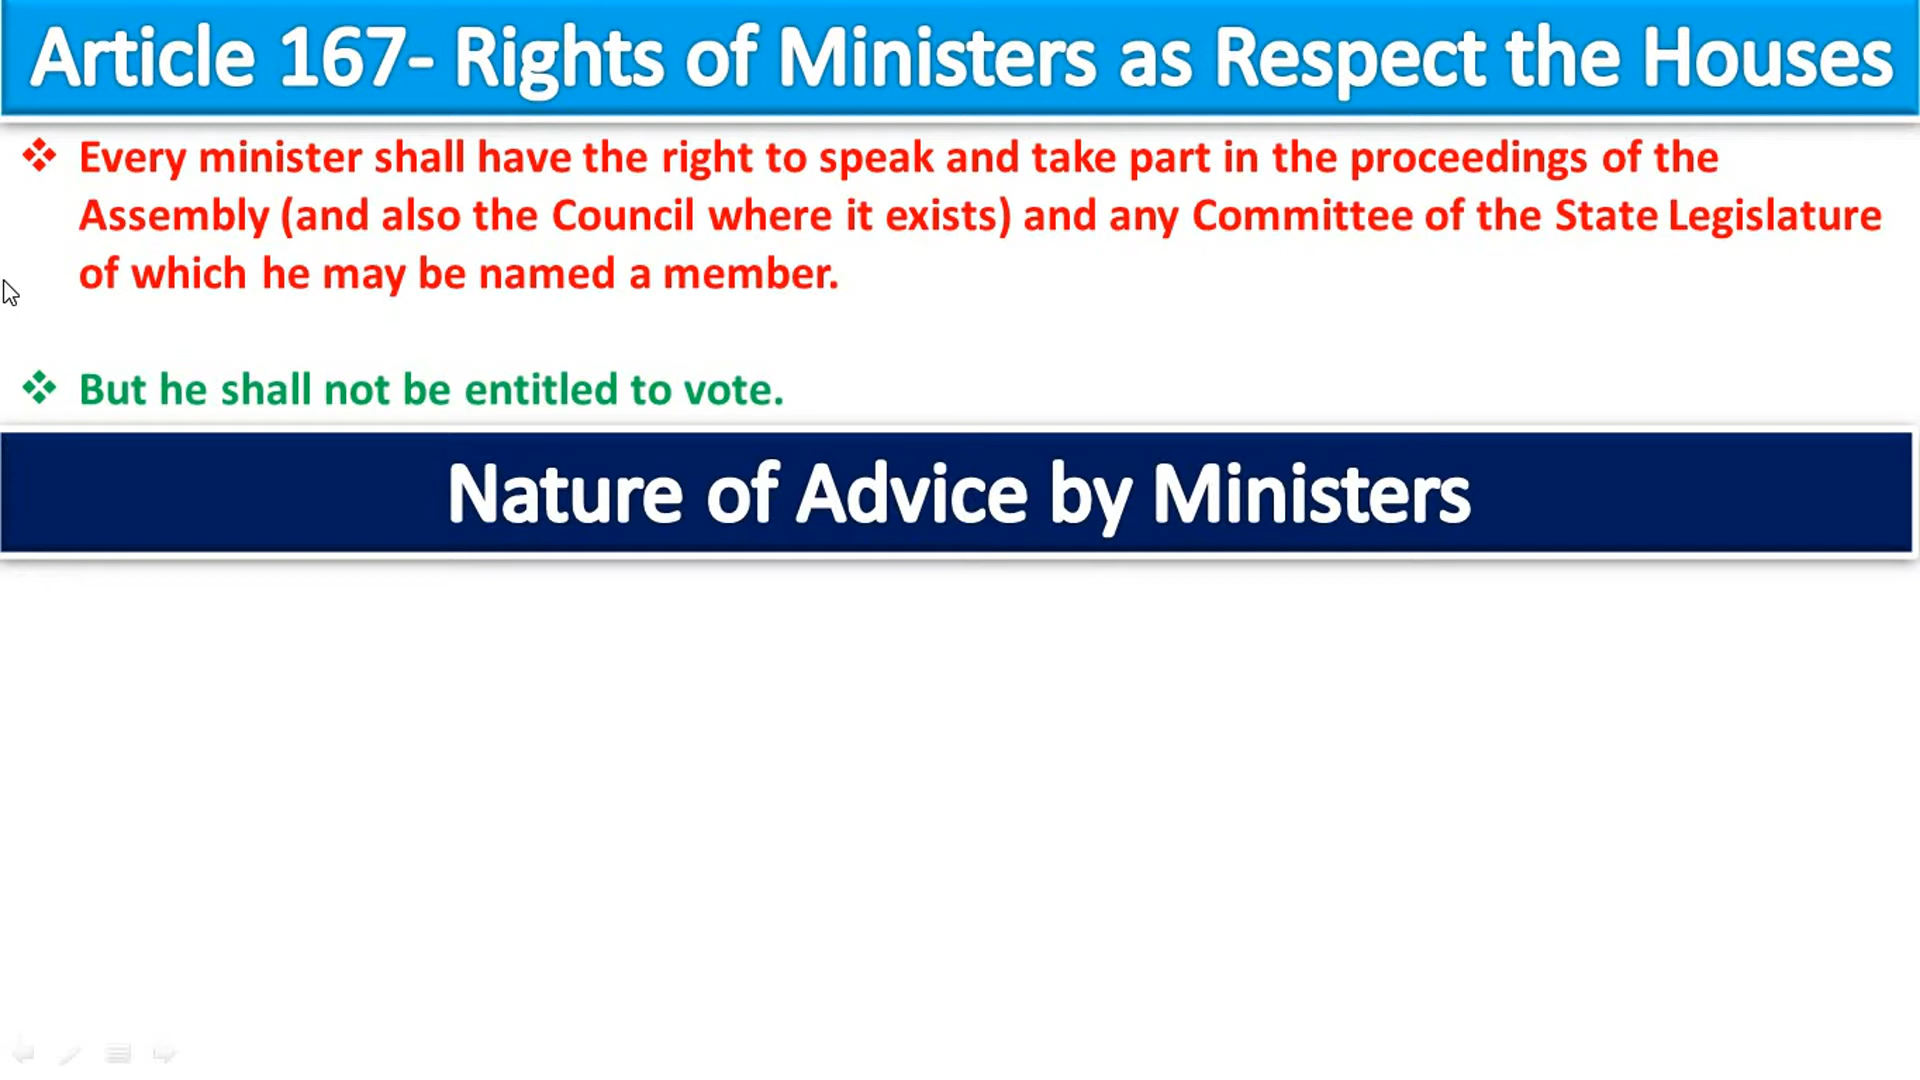 Article 167- Rights of Ministers as Respect the Houses
Every minister shall have the right to speak and take part in the proceedings of the
Assembly (and also the Council where it exists) and any Committee of the State Legislature
of which he may be named a member.
But he shall not be entitled to vote.
Nature of Advice by Ministers